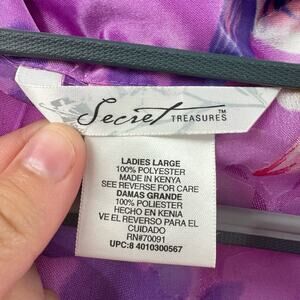 Secret TREASURES™
LADIES LARGE
100% POLYESTER
MADE IN KENYA
SEE REVERSE FOR CARE
DAMAS GRANDE
100% POLIESTER
HECHO EN KENIA
VE EL REVERSO PARA EL
CUIDADO
RN#70091
UPC:8 4010300567